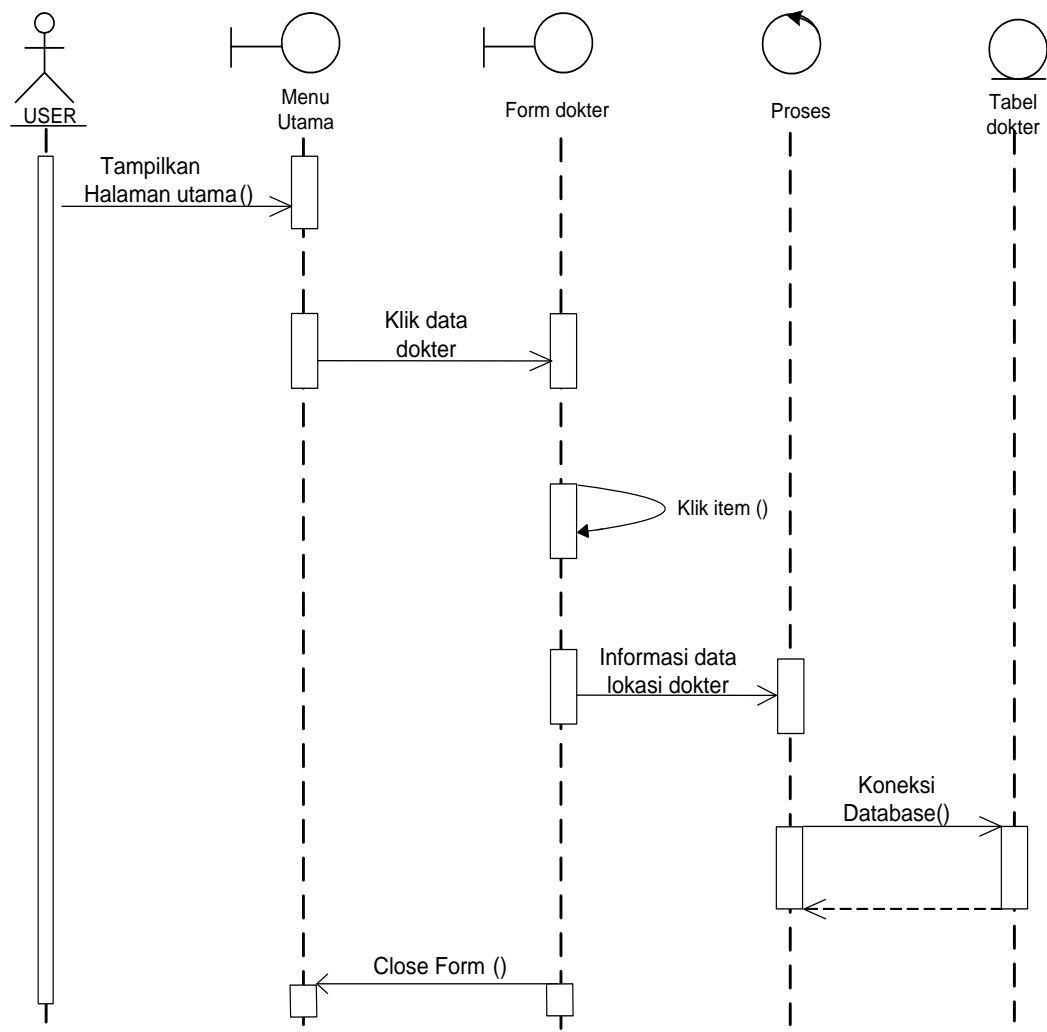 USER
Menu
Utama
Form dokter
Proses
Tabel
dokter
Tampilkan
Halaman utama()
Klik data
dokter
Klik item ()
Informasi data
lokasi dokter
Koneksi
Database()
Close Form ()